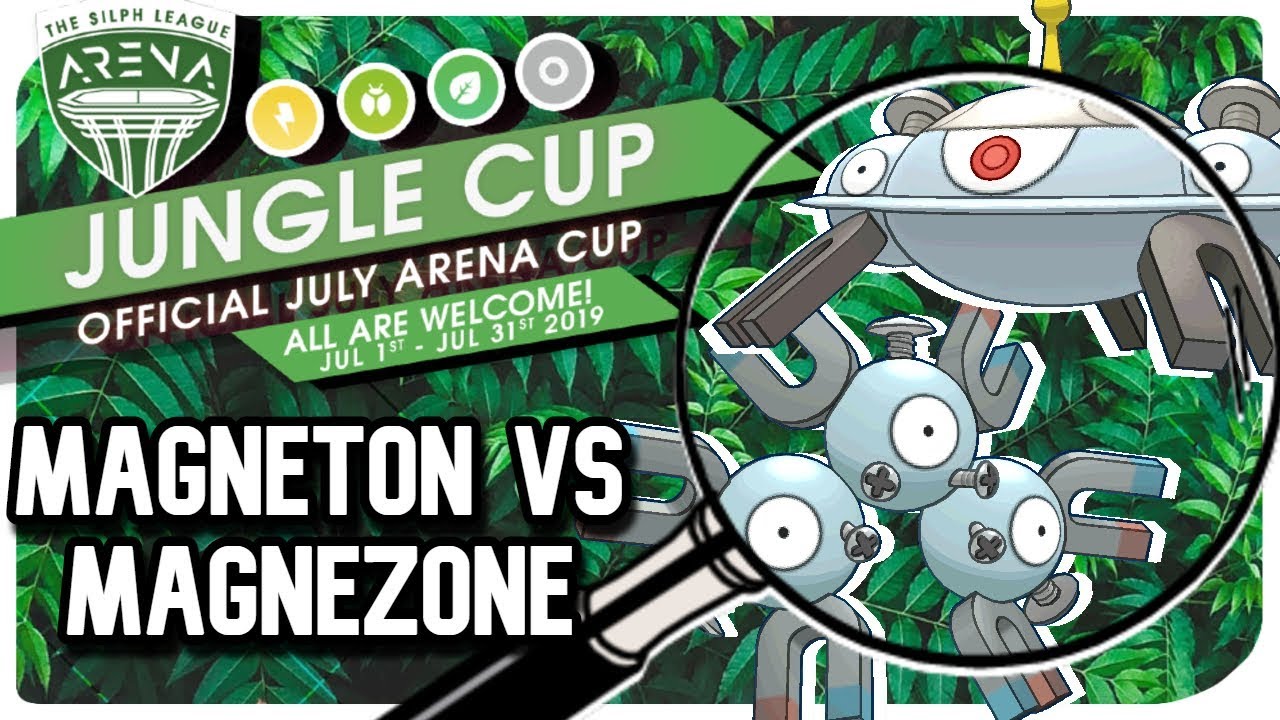 THE SILPH LEAGUE
ARENA
JUNGLE CUP
OFFICIAL JULY ARENA CUP
ALL ARE WELCOME!
JUL 1ST - JUL 31ST 2019
MAGNETON VS
MAGNEZONE